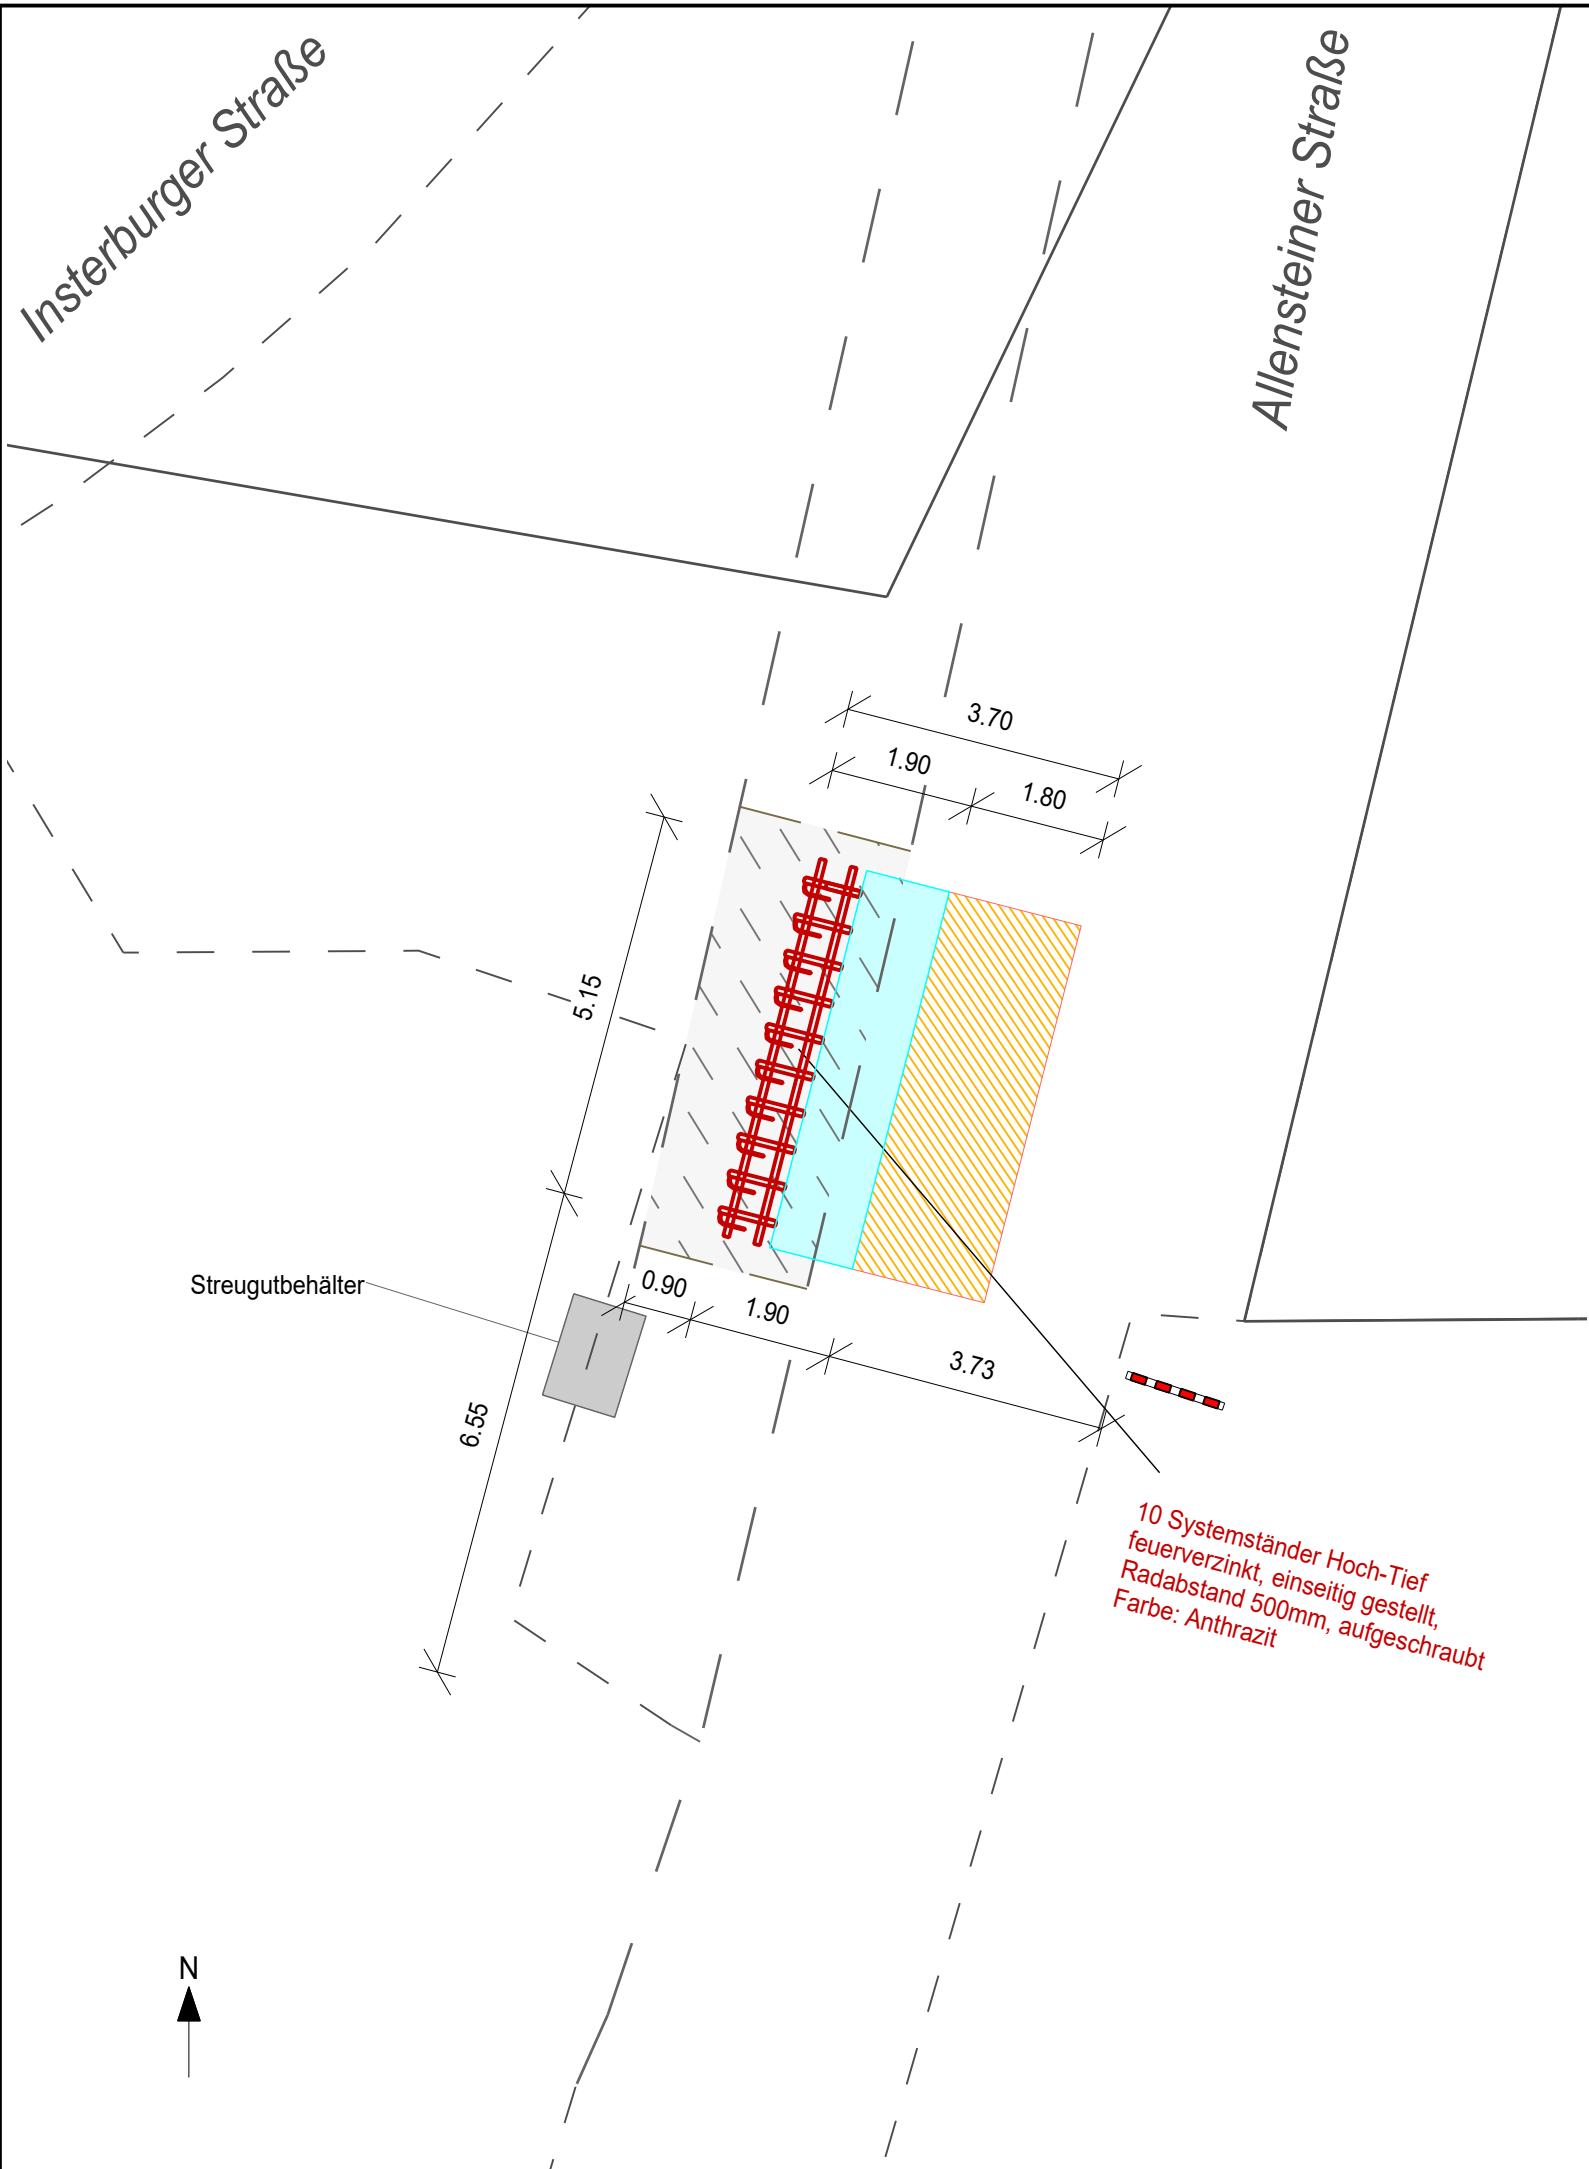 Insterburger Straße
Allensteiner Straße
3.70
1.90
1.80
5.15
Streugutbehälter
0.90
1.90
3.73
6.55
10 Systemständer Hoch-Tief
feuerverzinkt, einseitig gestellt,
Radabstand 500mm, aufgeschraubt
Farbe: Anthrazit
N